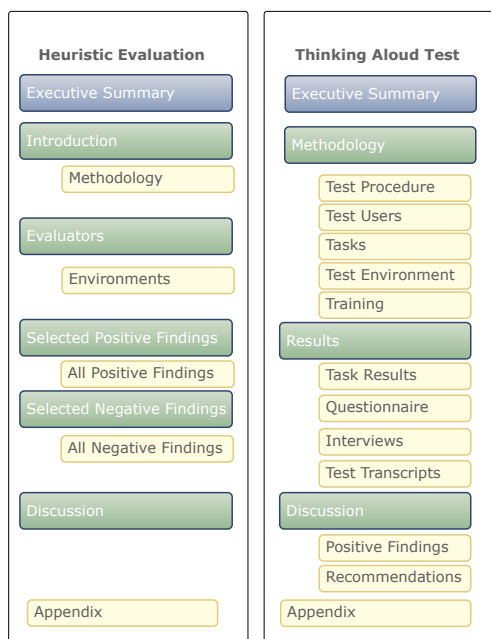 Heuristic Evaluation
Executive Summary
Introduction
Methodology
Evaluators
Environments
Selected Positive Findings
All Positive Findings
Selected Negative Findings
All Negative Findings
Discussion
Appendix
Thinking Aloud Test
Executive Summary
Methodology
Test Procedure
Test Users
Tasks
Test Environment
Training
Results
Task Results
Questionnaire
Interviews
Test Transcripts
Discussion
Positive Findings
Recommendations
Appendix